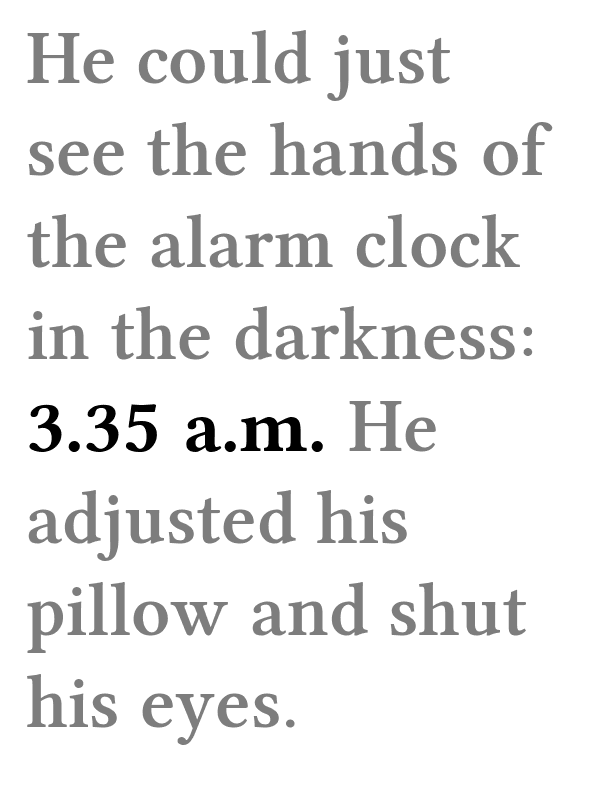 He could just
see the hands of
the alarm clock
in the darkness:
3.35 a.m. He
adjusted his
pillow and shut
his eyes.